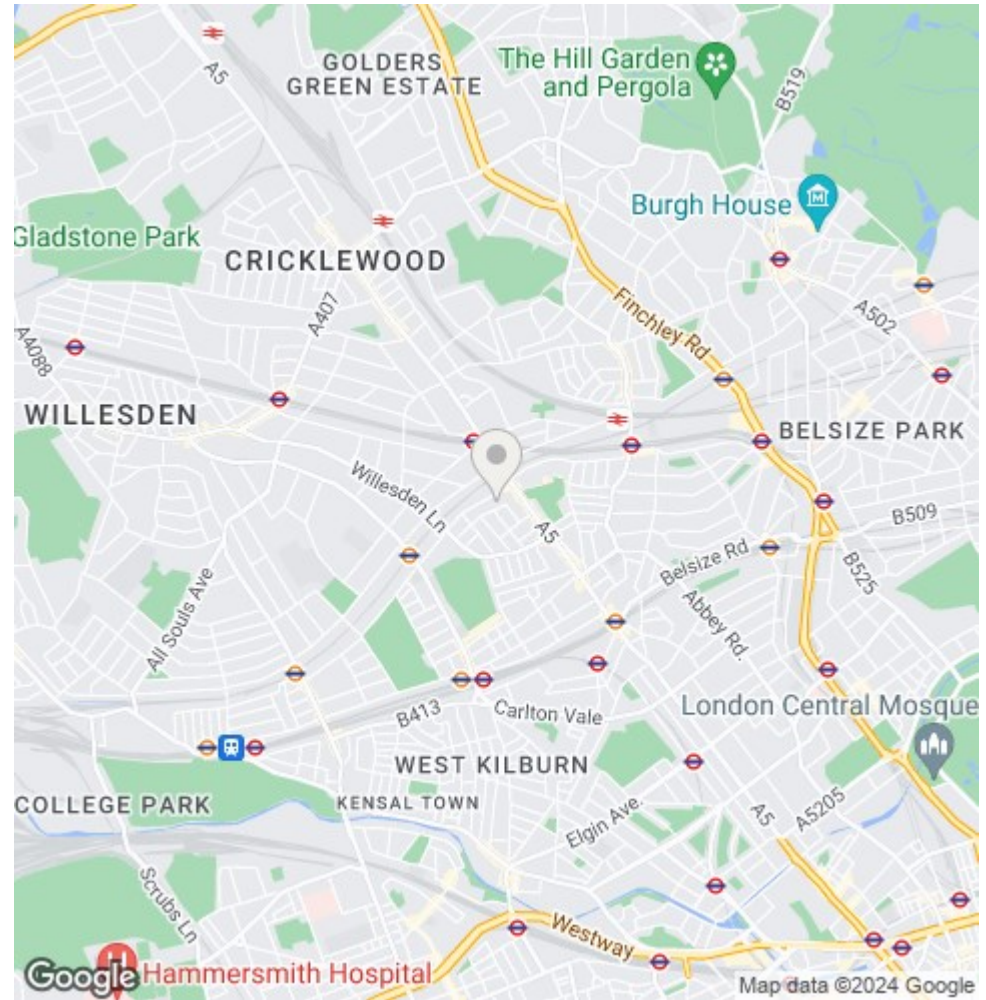 A5
GOLDERS
GREEN ESTATE
The Hill Garden
and Pergola
B519
Burgh House
Gladstone Park
CRICKLEWOOD
A407
A4088
Finchley Rd
A502
WILLESDEN
BELSIZE PARK
Willesden Ln
A5
B509
Belsize Rd
B525
All Souls Ave
Abbey Rd.
London Central Mosque
B413
Carlton Vale
WEST KILBURN
COLLEGE PARK
KENSAL TOWN
Elgin Ave.
A5
A5205
Scrubs Ln
Westway
Google
Hammersmith Hospital
Map data ©2024 Google